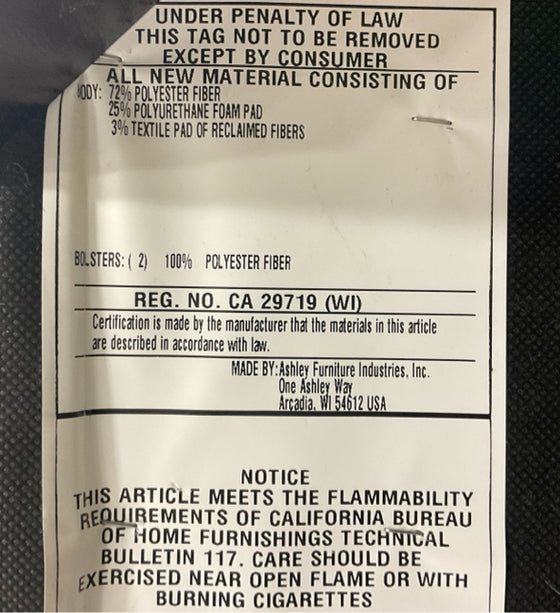 UNDER PENALTY OF LAW
THIS TAG NOT TO BE REMOVED
EXCEPT BY CONSUMER
ALL NEW MATERIAL CONSISTING OF
BODY: 72% POLYESTER FIBER
25% POLYURETHANE FOAM PAD
3% TEXTILE PAD OF RECLAIMED FIBERS
BOLSTERS: ( 2) 100% POLYESTER FIBER
REG. NO. CA 29719 (WI)
Certification is made by the manufacturer that the materials in this article
are described in accordance with law.
MADE BY:Ashley Furniture Industries, Inc.
One Ashley Way
Arcadia, WI 54612 USA
NOTICE
THIS ARTICLE MEETS THE FLAMMABILITY
REQUIREMENTS OF CALIFORNIA BUREAU
OF HOME FURNISHINGS TECHNICAL
BULLETIN 117. CARE SHOULD BE
EXERCISED NEAR OPEN FLAME OR WITH
BURNING CIGARETTES